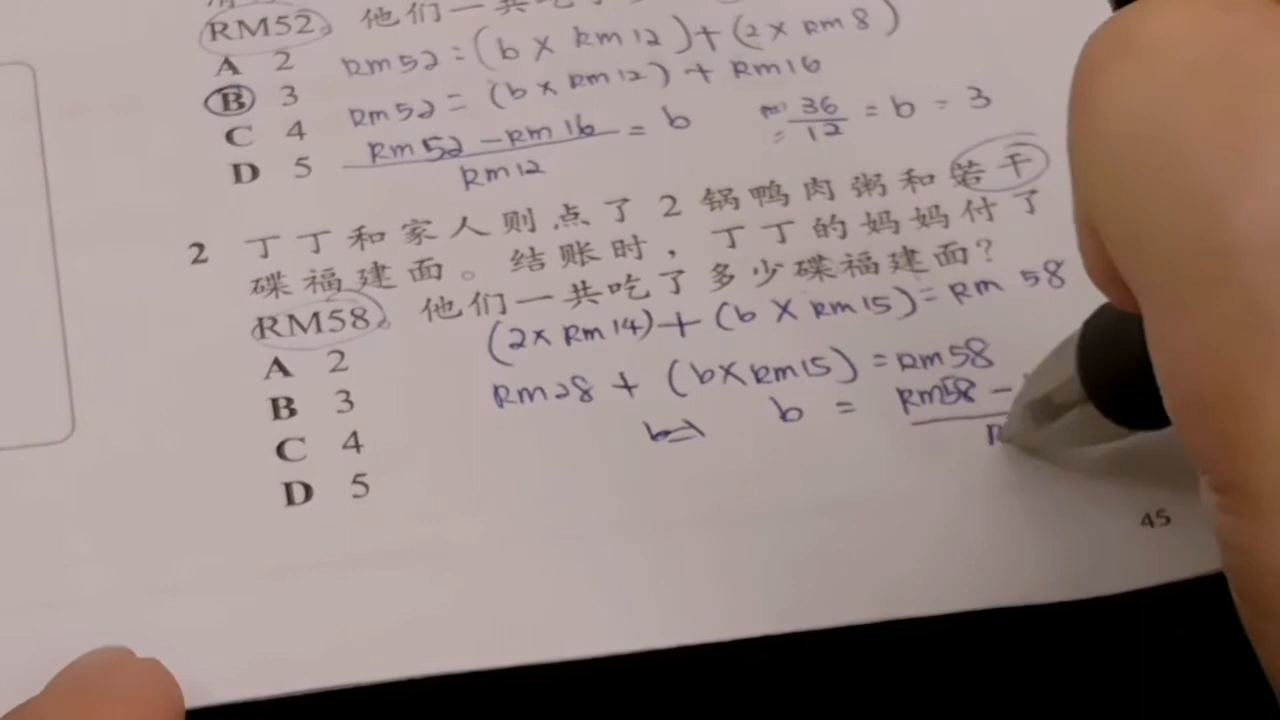 RM52。 他们一共吃了
A 2 Rm52 = (b × Rm12) + (2 × Rm8)
B 3 Rm52 = (b × Rm12) + Rm16
C 4 Rm52 - Rm16 = b 36 = b = 3
D 5 Rm12 12
2 丁丁和家人则点了2锅鸭肉粥和若干
碟福建面。结账时，丁丁的妈妈付了
RM58。他们一共吃了多少碟福建面？
(2 × Rm14) + (b × Rm15) = Rm 58
A 2 Rm28 + (b × Rm15) = Rm58
B 3 b = Rm58 -
C 4
D 5
45